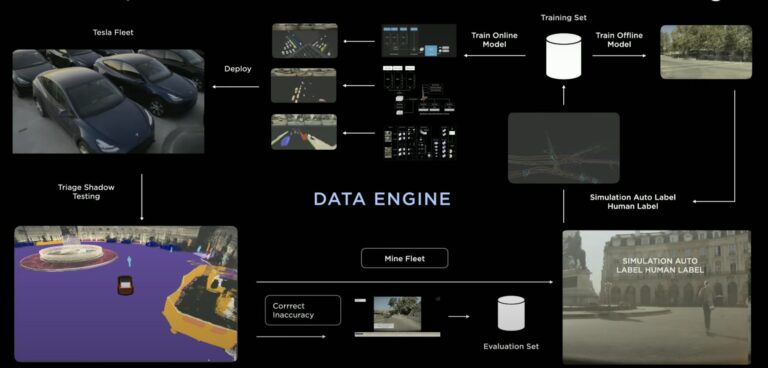 Training Set
Tesla Fleet
Train Online
Model
Train Offline
Model
Deploy
Triage Shadow
Testing
DATA ENGINE
Simulation Auto Label
Human Label
Mine Fleet
SIMULATION AUTO
LABEL HUMAN LABEL
Corrrect
Inaccuracy
Evaluation Set